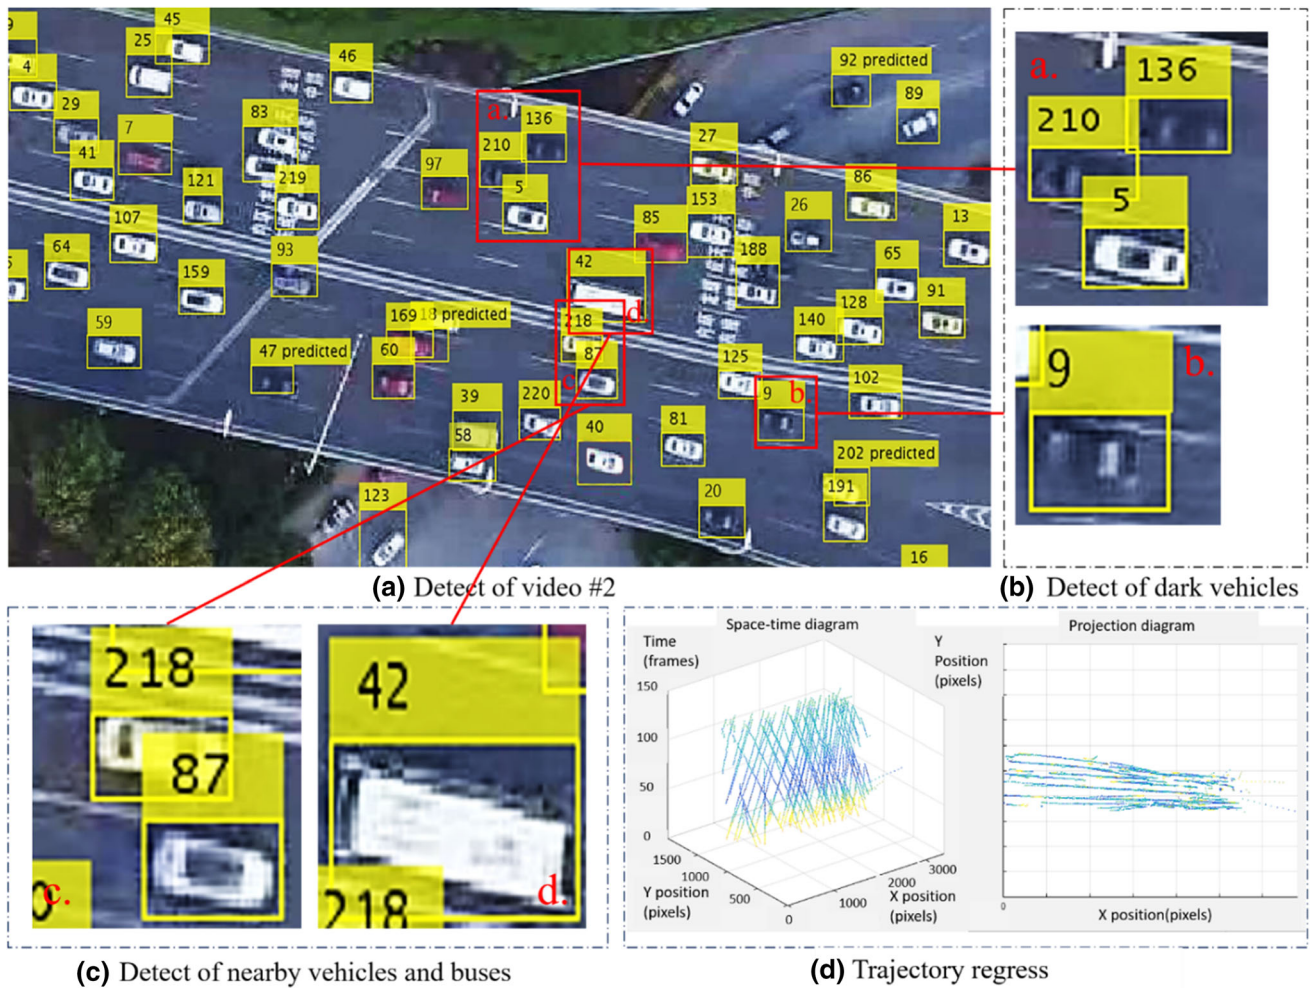 9
45
25
46
92 predicted
4
89
29
83
a.
136
7
27
210
41
97
121
219
5
86
153
26
13
107
85
64
93
188
159
42
65
5
91
128
169
18 predicted
218
d
140
59
47 predicted
60
87
125
c
102
9
b.
39
220
81
58
40
202 predicted
20
191
123
16
(a) Detect of video #2
a.
136
210
5
9
b.
(b) Detect of dark vehicles
218
87
0
c.
42
218
d.
(c) Detect of nearby vehicles and buses
Space-time diagram
Time
(frames)
150
100
50
0
1500
1000
500
0
Y position
(pixels)
1000
2000
3000
X position
(pixels)
Projection diagram
Y
Position
(pixels)
0
X position(pixels)
(d) Trajectory regress